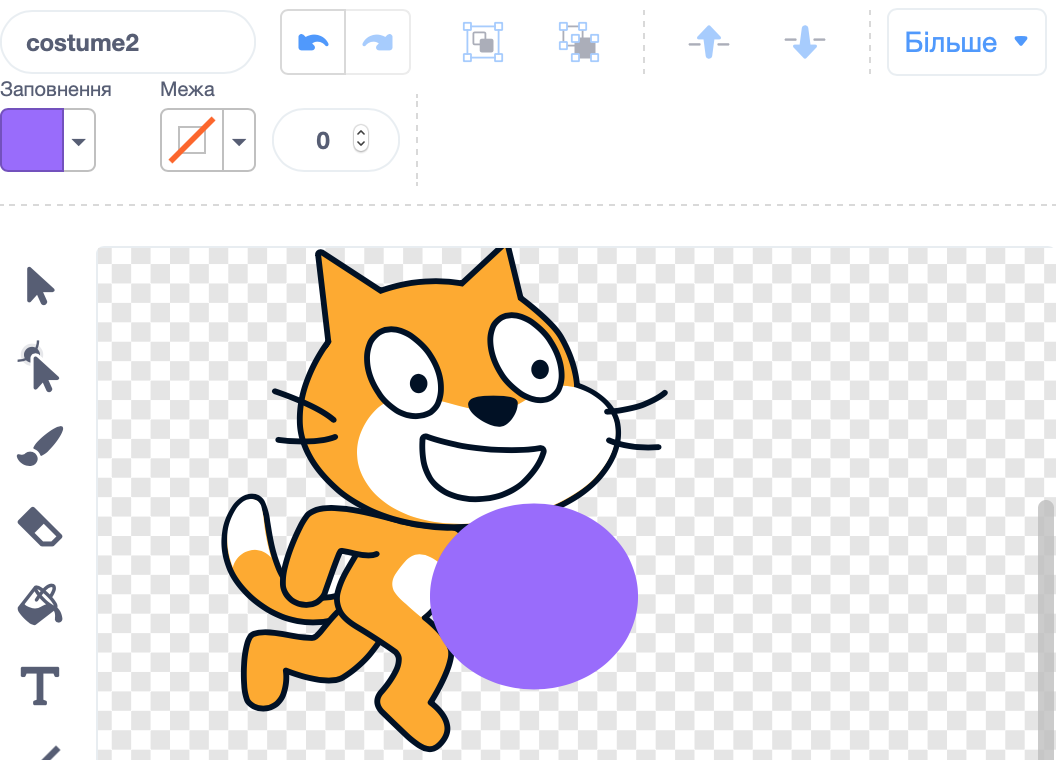 costume2
Більше
Заповнення
Межа
0
T